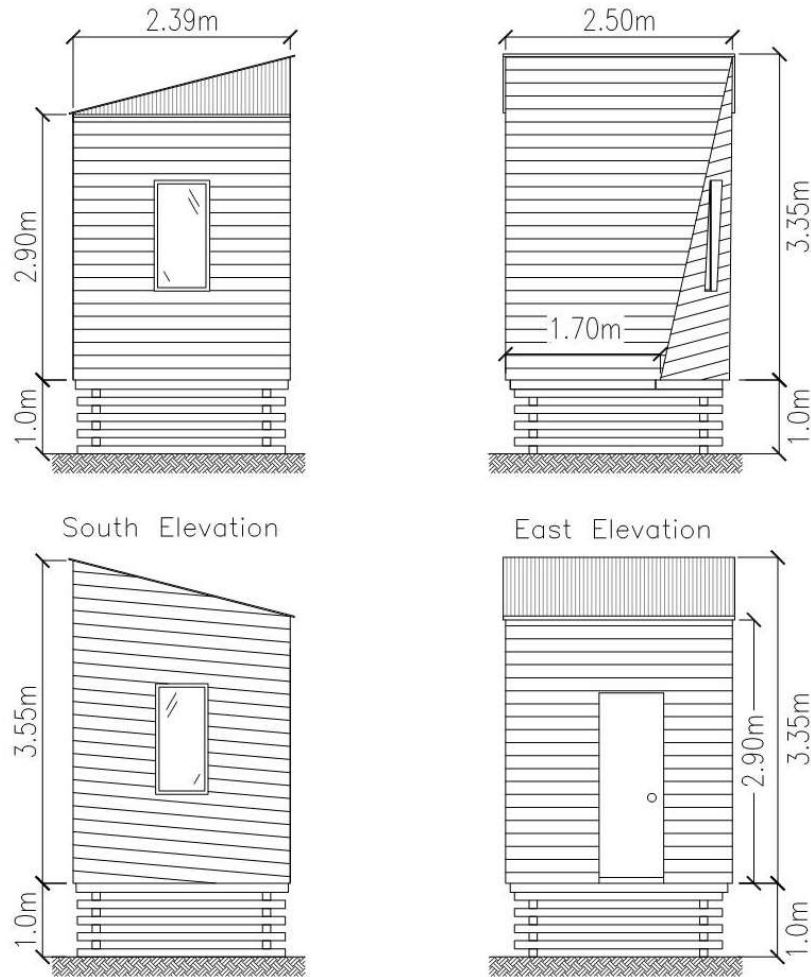 2.39m
2.50m
2.90m
3.35m
1.70m
1.0m
1.0m
South Elevation
East Elevation
3.55m
2.90m
3.35m
1.0m
1.0m